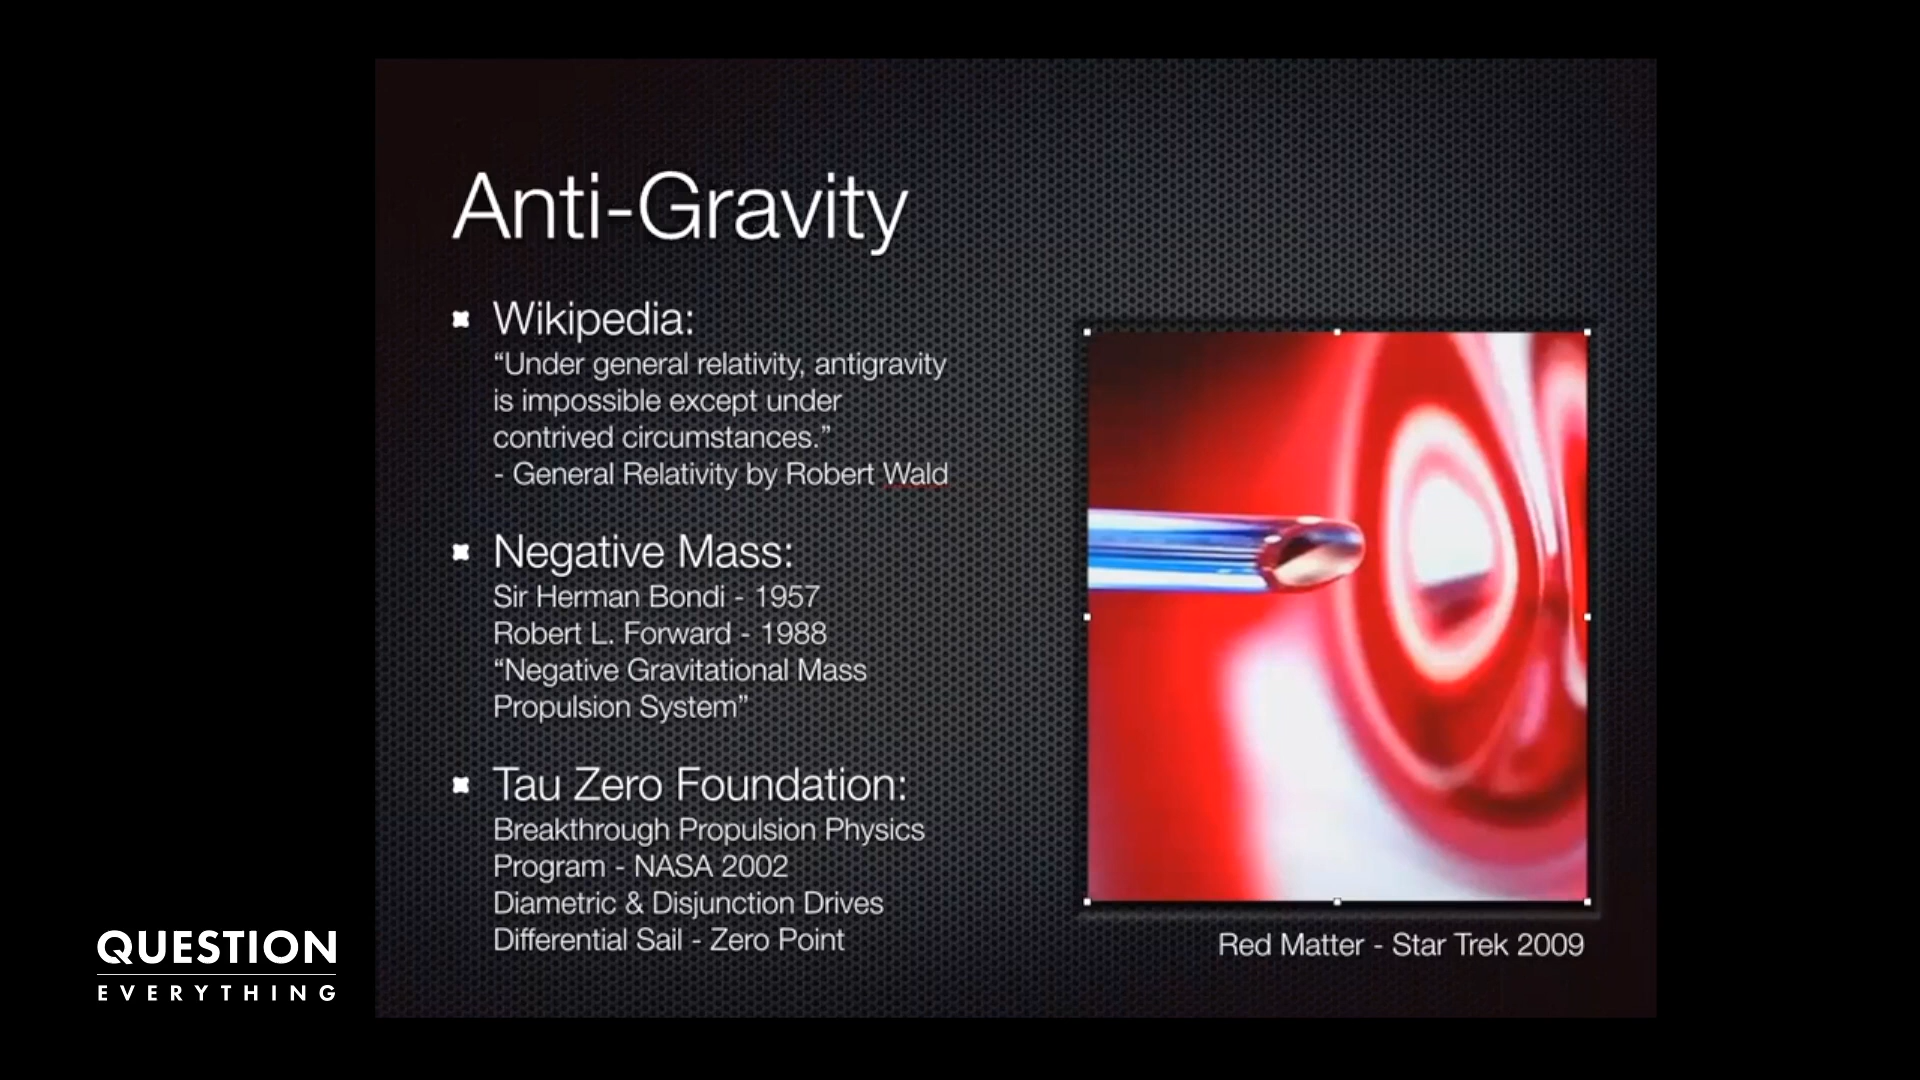 Anti-Gravity
Wikipedia:
“Under general relativity, antigravity
is impossible except under
contrived circumstances.”
- General Relativity by Robert Wald
Negative Mass:
Sir Herman Bondi - 1957
Robert L. Forward - 1988
“Negative Gravitational Mass
Propulsion System”
Tau Zero Foundation:
Breakthrough Propulsion Physics
Program - NASA 2002
Diametric & Disjunction Drives
Differential Sail - Zero Point
Red Matter - Star Trek 2009
QUESTION
EVERYTHING